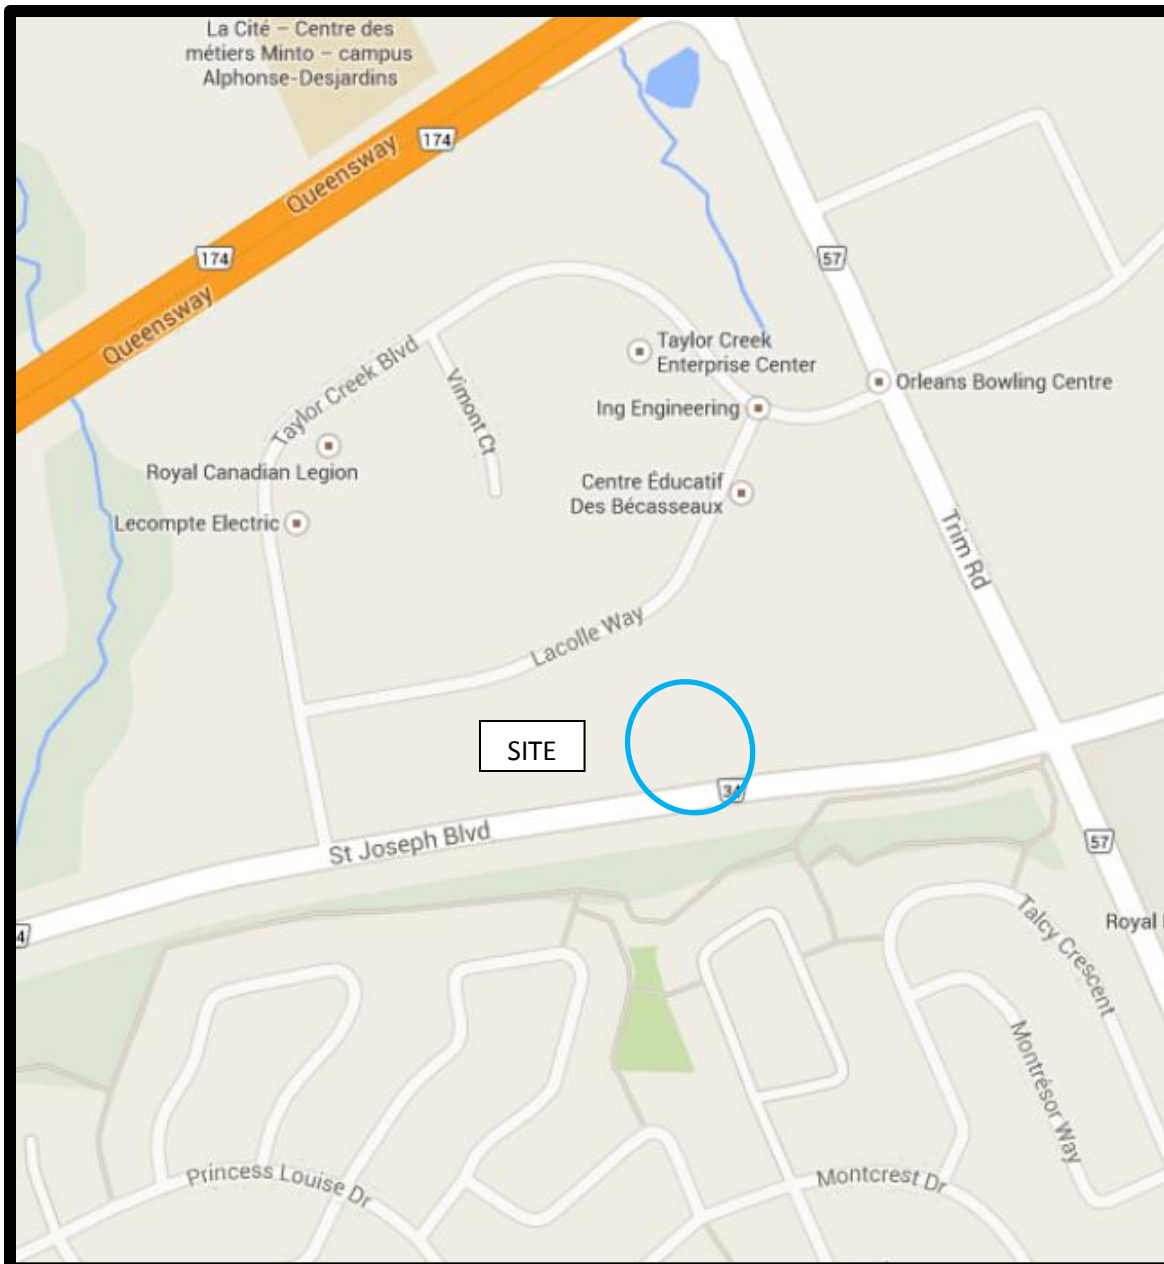 La Cité – Centre des
métiers Minto – campus
Alphonse-Desjardins
174
Queensway
174
57
Queensway
Taylor Creek
Enterprise Center
Taylor Creek Blvd
Vimont Ct
Orleans Bowling Centre
Ing Engineering
Royal Canadian Legion
Centre Éducatif
Des Bécasseaux
Lecompte Electric
Trim Rd
Lacolle Way
SITE
34
St Joseph Blvd
57
4
Talcy Crescent
Royal
Montrésor Way
Princess Louise Dr
Montcrest Dr